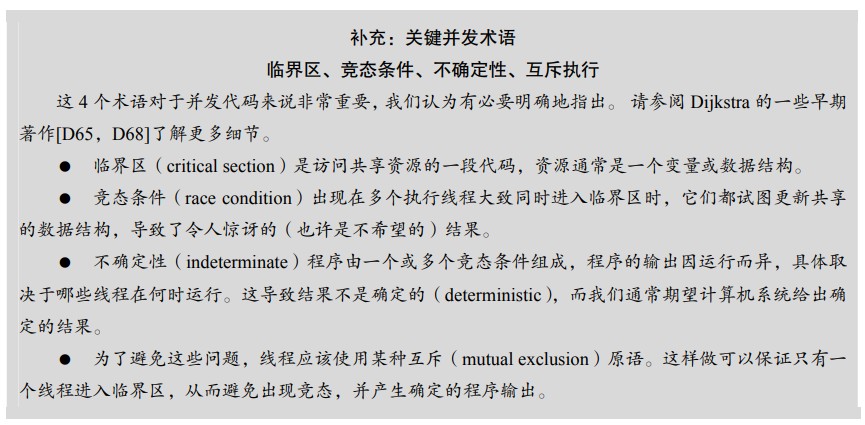 补充：关键并发术语
临界区、竞态条件、不确定性、互斥执行
这 4 个术语对于并发代码来说非常重要，我们认为有必要明确地指出。 请参阅 Dijkstra 的一些早期
著作[D65，D68]了解更多细节。
● 临界区（critical section）是访问共享资源的一段代码，资源通常是一个变量或数据结构。
● 竞态条件（race condition）出现在多个执行线程大致同时进入临界区时，它们都试图更新共享
的数据结构，导致了令人惊讶的（也许是不希望的）结果。
● 不确定性（indeterminate）程序由一个或多个竞态条件组成，程序的输出因运行而异，具体取
决于哪些线程在何时运行。这导致结果不是确定的（deterministic），而我们通常期望计算机系统给出确
定的结果。
● 为了避免这些问题，线程应该使用某种互斥（mutual exclusion）原语。这样做可以保证只有一
个线程进入临界区，从而避免出现竞态，并产生确定的程序输出。